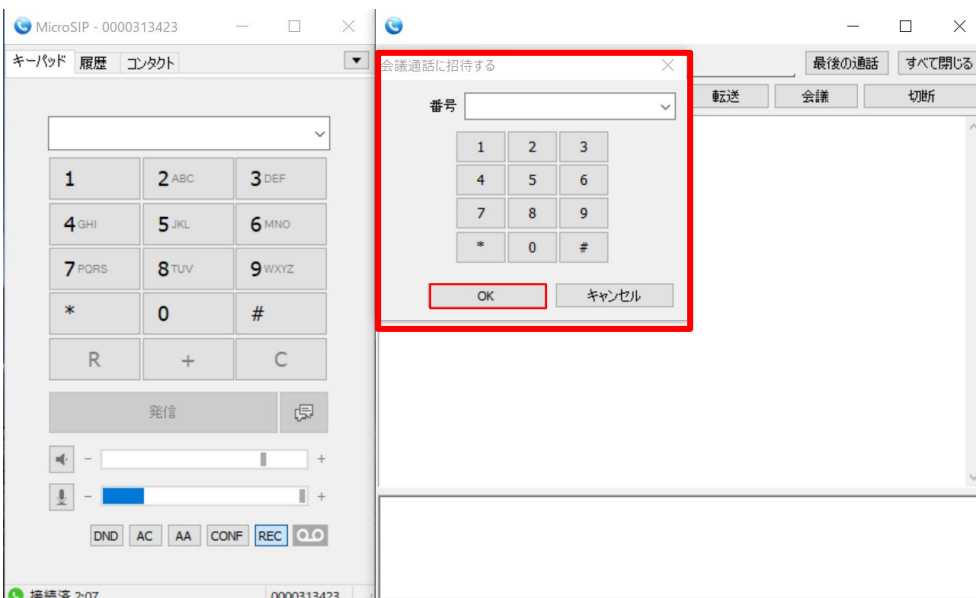 MicroSIP - 0000313423
キーパッド 履歴 コンタクト
1 2 ABC 3 DEF
4 GHI 5 JKL 6 MNO
7 PQRS 8 TUV 9 WXYZ
* 0 #
R + C
発信
- +
- +
DND AC AA CONF REC
接続済 2:07 0000313423
最後の通話 すべて閉じる
転送 会議 切断
会議通話に招待する
番号
1 2 3
4 5 6
7 8 9
* 0 #
OK キャンセル